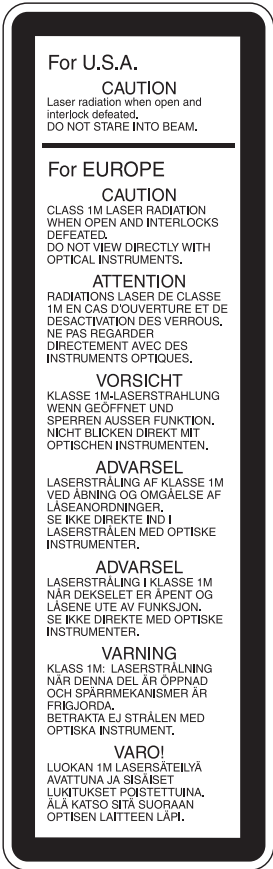 For U.S.A.
CAUTION
Laser radiation when open and
interlock defeated.
DO NOT STARE INTO BEAM.
For EUROPE
CAUTION
CLASS 1M LASER RADIATION
WHEN OPEN AND INTERLOCKS
DEFEATED.
DO NOT VIEW DIRECTLY WITH
OPTICAL INSTRUMENTS.
ATTENTION
RADIATIONS LASER DE CLASSE
1M EN CAS D'OUVERTURE ET DE
DESACTIVATION DES VERROUS.
NE PAS REGARDER
DIRECTEMENT AVEC DES
INSTRUMENTS OPTIQUES.
VORSICHT
KLASSE 1M-LASERSTRAHLUNG
WENN GEÖFFNET UND
SPERREN AUSSER FUNKTION.
NICHT BLICKEN DIREKT MIT
OPTISCHEN INSTRUMENTEN.
ADVARSEL
LASERSTRÅLING AF KLASSE 1M
VED ÅBNING OG OMGÅELSE AF
LÅSEANORDNINGER.
SE IKKE DIREKTE IND I
LASERSTRÅLEN MED OPTISKE
INSTRUMENTER.
ADVARSEL
LASERSTRÅLING I KLASSE 1M
NÅR DEKSELET ER ÅPENT OG
LÅSENE UTE AV FUNKSJON.
SE IKKE DIREKTE MED OPTISKE
INSTRUMENTER.
VARNING
KLASS 1M: LASERSTRÅLNING
NÄR DENNA DEL ÄR ÖPPNAD
OCH SPÄRRMEKANISMER ÄR
FRIGJORDA.
BETRAKTA EJ STRÅLEN MED
OPTISKA INSTRUMENT.
VARO!
LUOKAN 1M LASERSÄTEILYÄ
AVATTUNA JA SISÄISET
LUKITUKSET POISTETTUINA.
ÄLÄ KATSO SITÄ SUORAAN
OPTISEN LAITTEEN LÄPI.